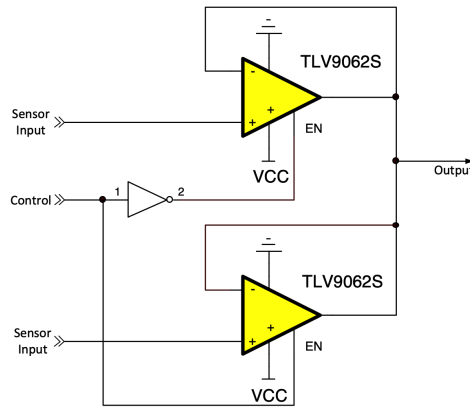 -
TLV9062S
-
+
+
EN
VCC
Sensor
Input
Control
1
2
Output
-
TLV9062S
-
+
+
EN
VCC
Sensor
Input